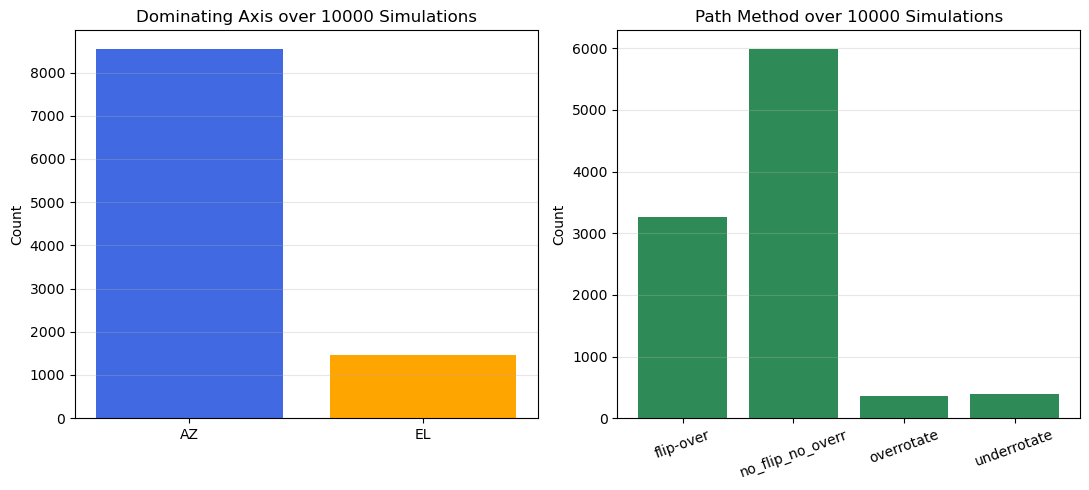 Dominating Axis over 10000 Simulations
Count
8000
7000
6000
5000
4000
3000
2000
1000
0
AZ
EL
Path Method over 10000 Simulations
Count
6000
5000
4000
3000
2000
1000
0
flip-over
no_flip_no_overr
overrotate
underrotate